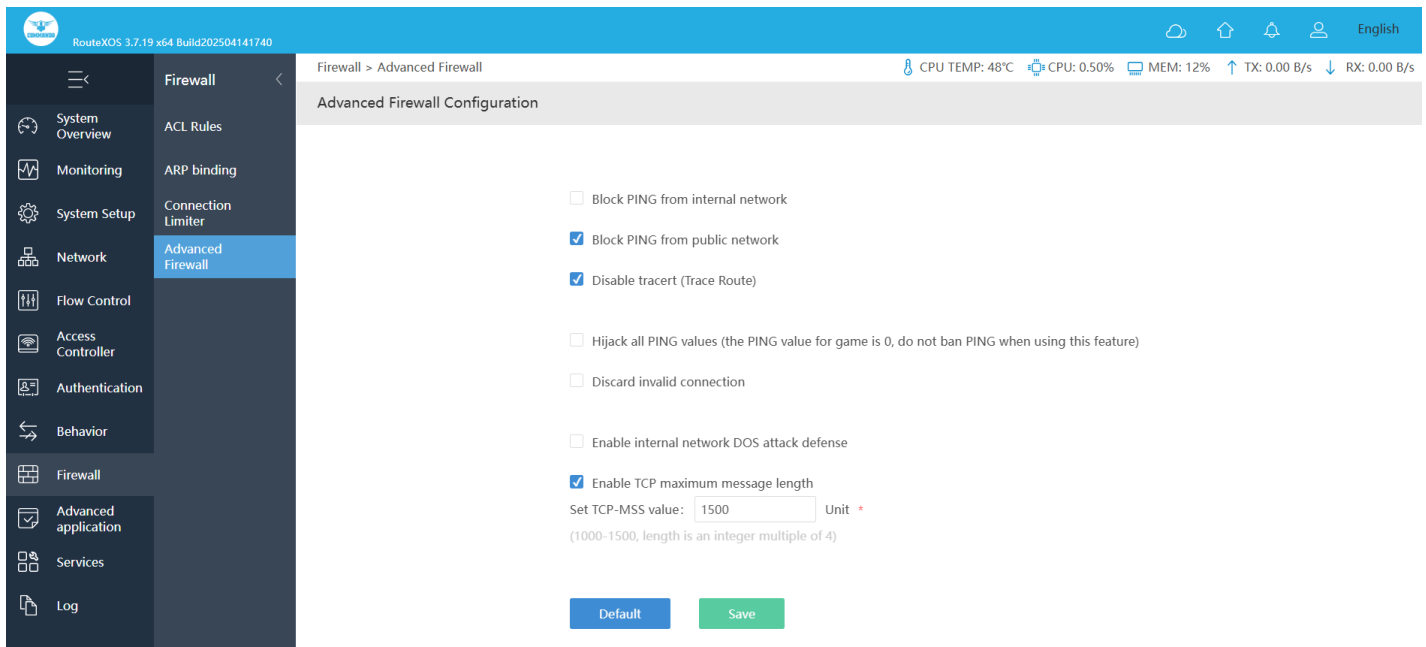 COMMANDO
RouteXOS 3.7.19 x64 Build202504141740
English
Firewall
Firewall > Advanced Firewall
CPU TEMP: 48℃ CPU: 0.50% MEM: 12% TX: 0.00 B/s RX: 0.00 B/s
Advanced Firewall Configuration
System
Overview
Monitoring
System Setup
Network
Flow Control
Access
Controller
Authentication
Behavior
Firewall
Advanced
application
Services
Log
ACL Rules
ARP binding
Connection
Limiter
Advanced
Firewall
Block PING from internal network
Block PING from public network
Disable tracert (Trace Route)
Hijack all PING values (the PING value for game is 0, do not ban PING when using this feature)
Discard invalid connection
Enable internal network DOS attack defense
Enable TCP maximum message length
Set TCP-MSS value: 1500 Unit *
(1000-1500, length is an integer multiple of 4)
Default Save